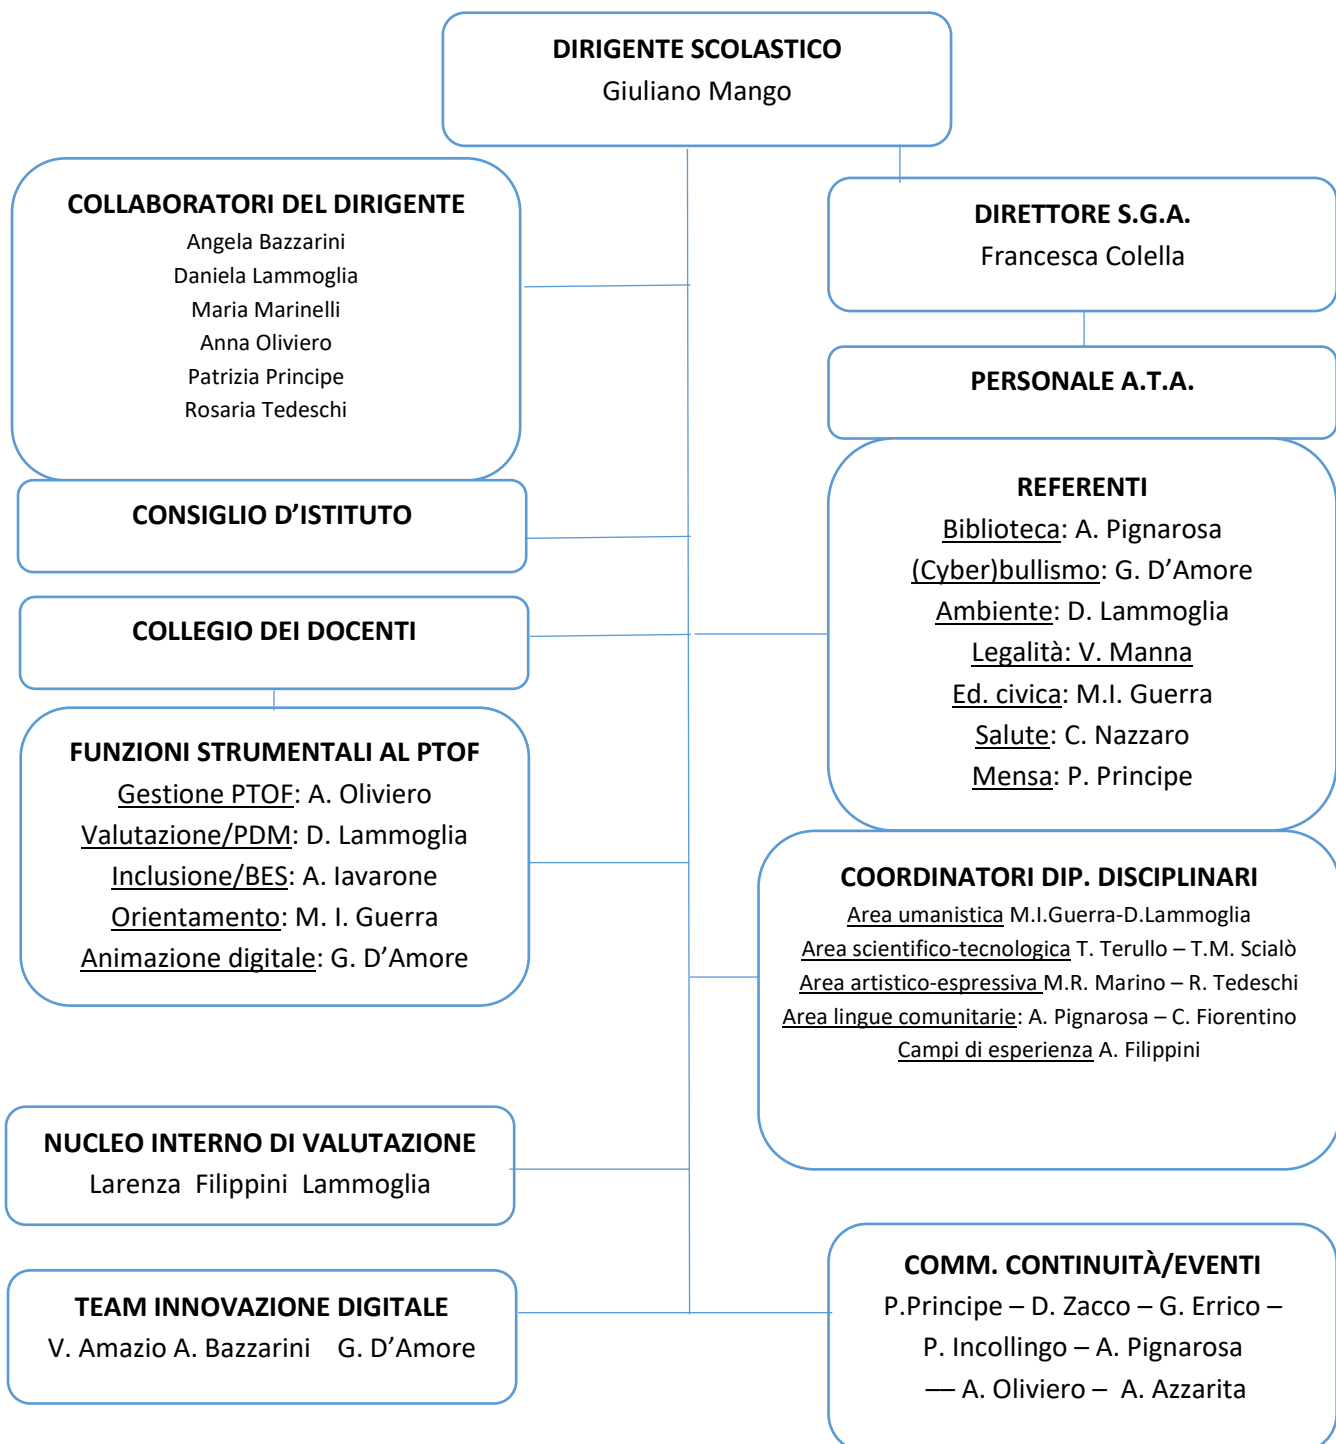 DIRIGENTE SCOLASTICO
Giuliano Mango
COLLABORATORI DEL DIRIGENTE
Angela Bazzarini
Daniela Lammoglia
Maria Marinelli
Anna Oliviero
Patrizia Principe
Rosaria Tedeschi
DIRETTORE S.G.A.
Francesca Colella
PERSONALE A.T.A.
CONSIGLIO D’ISTITUTO
COLLEGIO DEI DOCENTI
REFERENTI
Biblioteca: A. Pignarosa
(Cyber)bullismo: G. D’Amore
Ambiente: D. Lammoglia
Legalità: V. Manna
Ed. civica: M.I. Guerra
Salute: C. Nazzaro
Mensa: P. Principe
FUNZIONI STRUMENTALI AL PTOF
Gestione PTOF: A. Oliviero
Valutazione/PDM: D. Lammoglia
Inclusione/BES: A. Iavarone
Orientamento: M. I. Guerra
Animazione digitale: G. D’Amore
COORDINATORI DIP. DISCIPLINARI
Area umanistica M.I.Guerra-D.Lammoglia
Area scientifico-tecnologica T. Terullo – T.M. Scialò
Area artistico-espressiva M.R. Marino – R. Tedeschi
Area lingue comunitarie: A. Pignarosa – C. Fiorentino
Campi di esperienza A. Filippini
NUCLEO INTERNO DI VALUTAZIONE
Larenza Filippini Lammoglia
TEAM INNOVAZIONE DIGITALE
V. Amazio A. Bazzarini G. D’Amore
COMM. CONTINUITÀ/EVENTI
P.Principe – D. Zacco – G. Errico –
P. Incollingo – A. Pignarosa
–– A. Oliviero – A. Azzarita